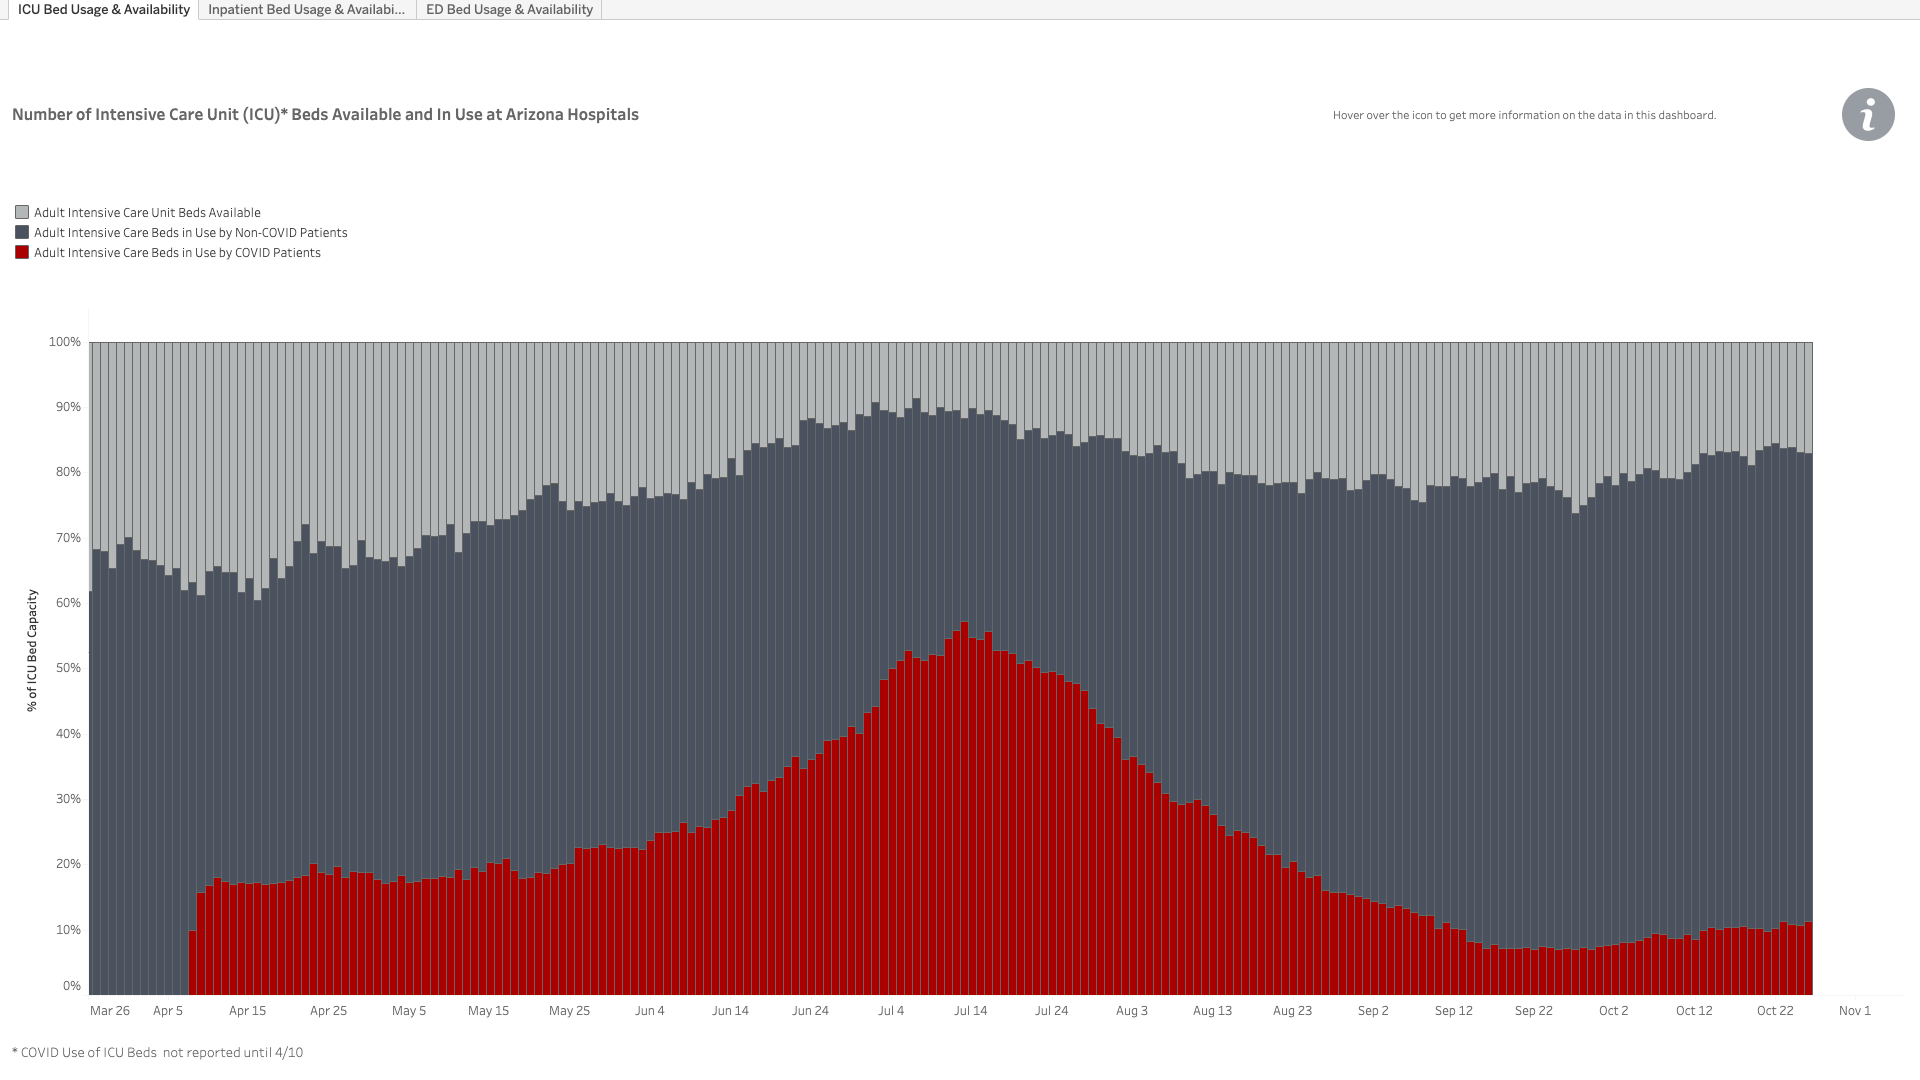 ICU Bed Usage & Availability
Inpatient Bed Usage & Availabi...
ED Bed Usage & Availability
Number of Intensive Care Unit (ICU)* Beds Available and In Use at Arizona Hospitals
Hover over the icon to get more information on the data in this dashboard.
i
Adult Intensive Care Unit Beds Available
Adult Intensive Care Beds in Use by Non-COVID Patients
Adult Intensive Care Beds in Use by COVID Patients
% of ICU Bed Capacity
100%
90%
80%
70%
60%
50%
40%
30%
20%
10%
0%
Mar 26 Apr 5 Apr 15 Apr 25 May 5 May 15 May 25 Jun 4 Jun 14 Jun 24 Jul 4 Jul 14 Jul 24 Aug 3 Aug 13 Aug 23 Sep 2 Sep 12 Sep 22 Oct 2 Oct 12 Oct 22 Nov 1
* COVID Use of ICU Beds not reported until 4/10